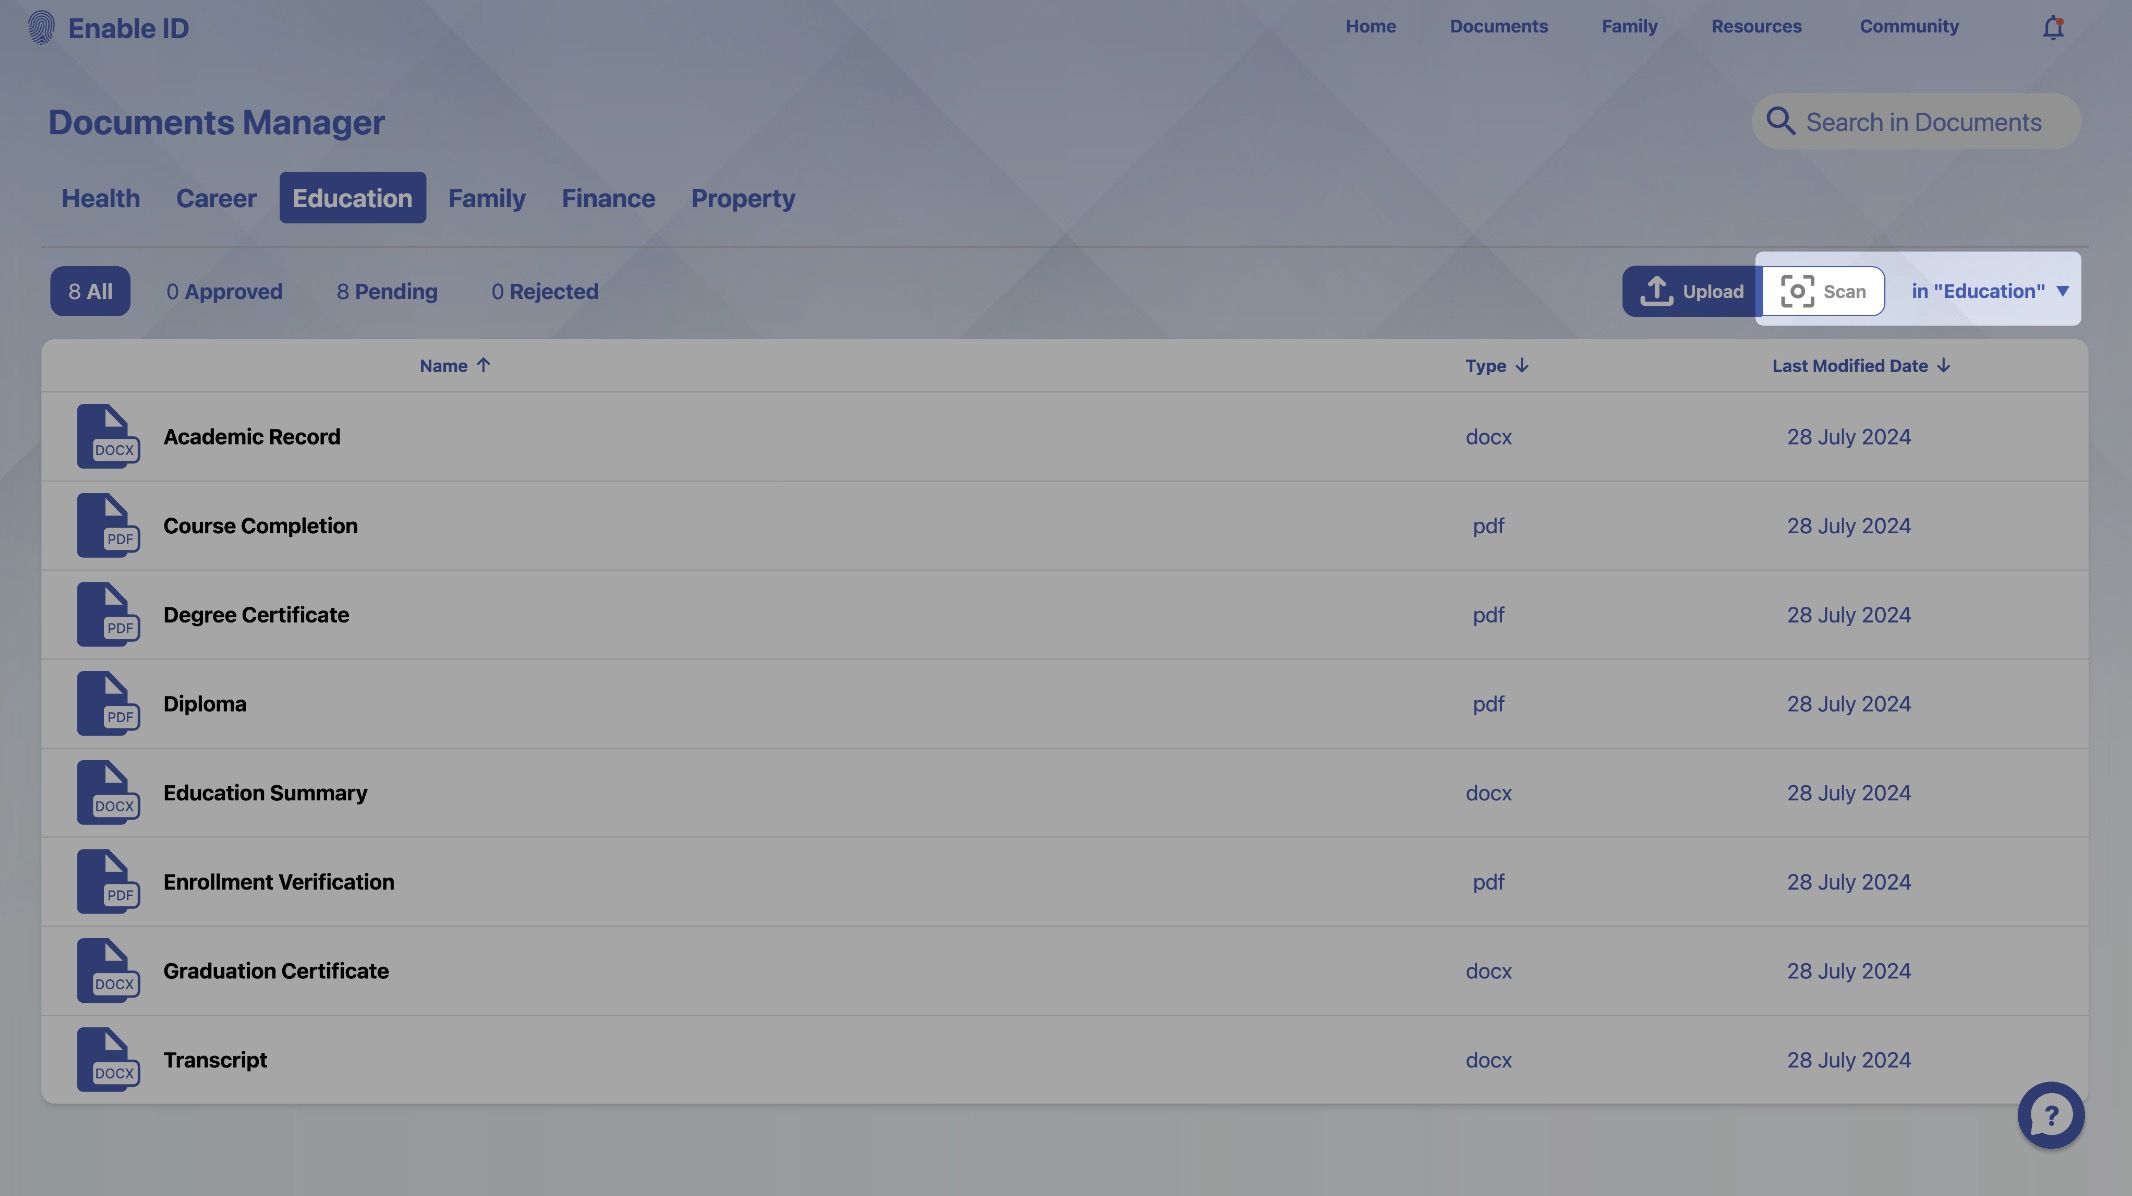 Enable ID
Home Documents Family Resources Community
Documents Manager
Search in Documents
Health Career Education Family Finance Property
8 All 0 Approved 8 Pending 0 Rejected Upload Scan in "Education" ▼
Name ↑ Type ↓ Last Modified Date ↓
DOCX Academic Record docx 28 July 2024
PDF Course Completion pdf 28 July 2024
PDF Degree Certificate pdf 28 July 2024
PDF Diploma pdf 28 July 2024
DOCX Education Summary docx 28 July 2024
PDF Enrollment Verification pdf 28 July 2024
DOCX Graduation Certificate docx 28 July 2024
DOCX Transcript docx 28 July 2024
?